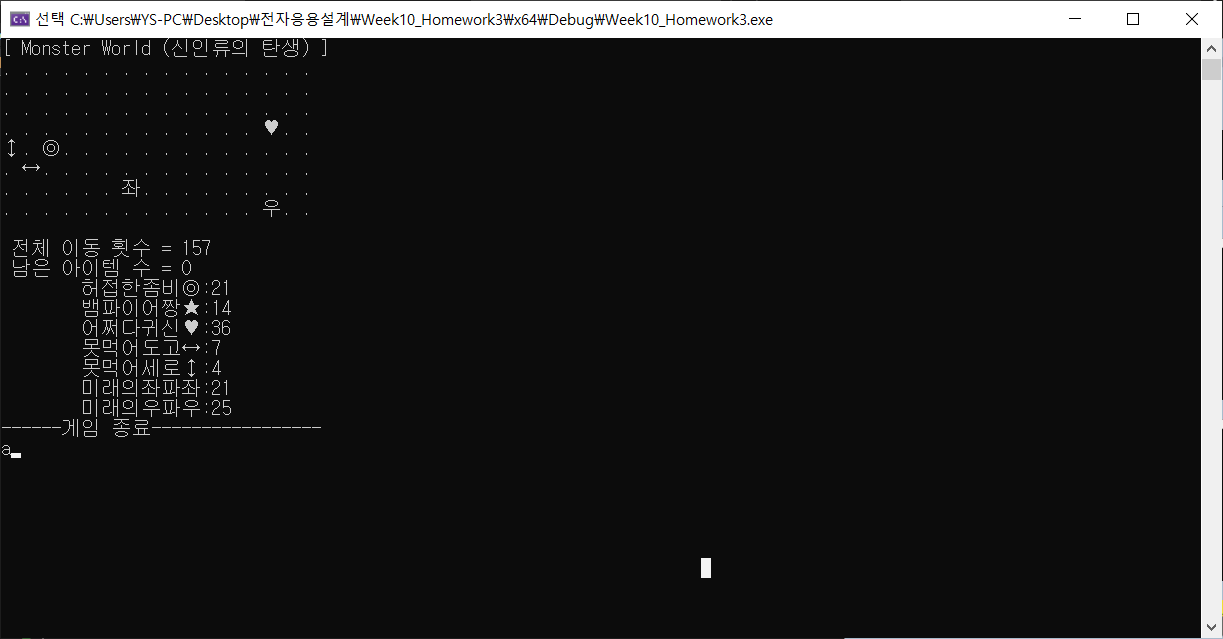 선택 C:₩Users₩YS-PC₩Desktop₩전자응용설계₩Week10_Homework3₩x64₩Debug₩Week10_Homework3.exe
[ Monster World (신인류의 탄생) ]
. . . . . . . . . . . . . . . .
. . . . . . . . . . . . . . . .
. . . . . . . . . . . . . . . .
. . . . . . . . . . . . . ♥. .
↕. ◎. . . . . . . . . . . . .
. ↔. . . . . . . . . . . . . .
. . . . . . 좌. . . . . . . . .
. . . . . . . . . . . . . 우. .
전체 이동 횟수 = 157
남은 아이템 수 = 0
허접한좀비◎:21
뱀파이어짱★:14
어쩌다귀신♥:36
못먹어도고↔:7
못먹어세로↕:4
미래의좌파좌:21
미래의우파우:25
------게임 종료-----------------
a